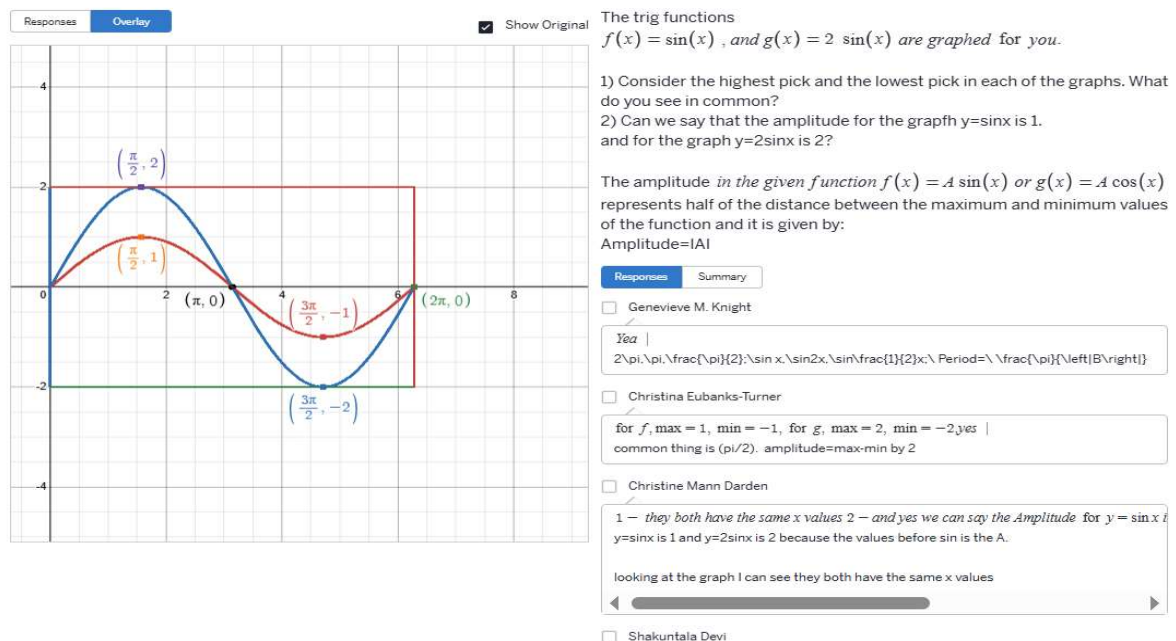 Responses
Overlay
Show Original
4
2
0
2
4
6
8
-2
-4
(π/2, 2)
(π/2, 1)
(π, 0)
(3π/2, −1)
(2π, 0)
(3π/2, −2)
The trig functions
f(x) = sin(x) , and g(x) = 2 sin(x) are graphed for you.
1) Consider the highest pick and the lowest pick in each of the graphs. What
do you see in common?
2) Can we say that the amplitude for the grapfh y=sinx is 1.
and for the graph y=2sinx is 2?
The amplitude in the given function f(x) = A sin(x) or g(x) = A cos(x)
represents half of the distance between the maximum and minimum values
of the function and it is given by:
Amplitude=IAI
Responses
Summary
Genevieve M. Knight
Yea |
2\pi,\pi,\frac{\pi}{2};\sin x,\sin2x,\sin\frac{1}{2}x;\ Period=\ \frac{\pi}{\left|B\right|}
Christina Eubanks-Turner
for f, max = 1, min = −1, for g, max = 2, min = −2yes |
common thing is (pi/2). amplitude=max-min by 2
Christine Mann Darden
1 − they both have the same x values 2 − and yes we can say the Amplitude for y = sin x i
y=sinx is 1 and y=2sinx is 2 because the values before sin is the A.
looking at the graph I can see they both have the same x values
Shakuntala Devi